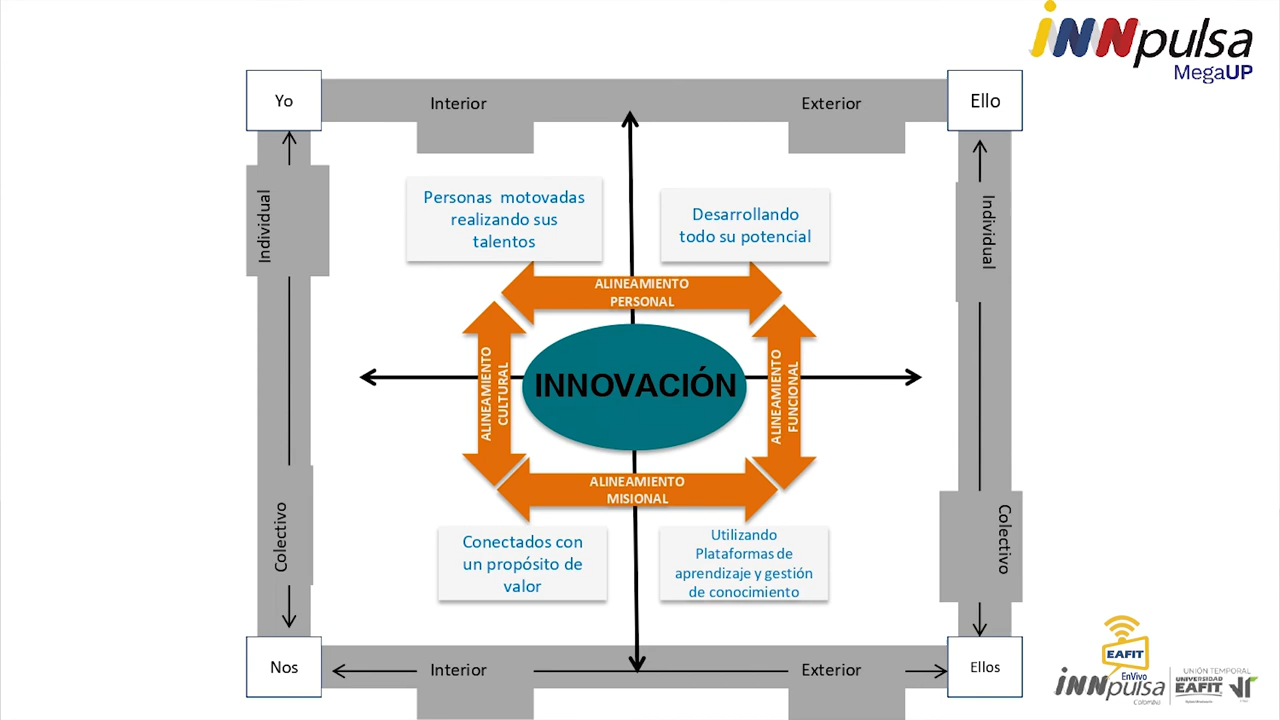 iNNpulsa
MegaUP
Yo
Interior
Exterior
Ello
Individual
Individual
Personas motovadas
realizando sus
talentos
Desarrollando
todo su potencial
ALINEAMIENTO
PERSONAL
ALINEAMIENTO
CULTURAL
INNOVACIÓN
ALINEAMIENTO
FUNCIONAL
ALINEAMIENTO
MISIONAL
Colectivo
Colectivo
Conectados con
un propósito de
valor
Utilizando
Plataformas de
aprendizaje y gestión
de conocimiento
Nos
Interior
Exterior
Ellos
EAFIT
EnVivo
iNNpulsa
Colombia
UNIÓN TEMPORAL
UNIVERSIDAD
EAFIT